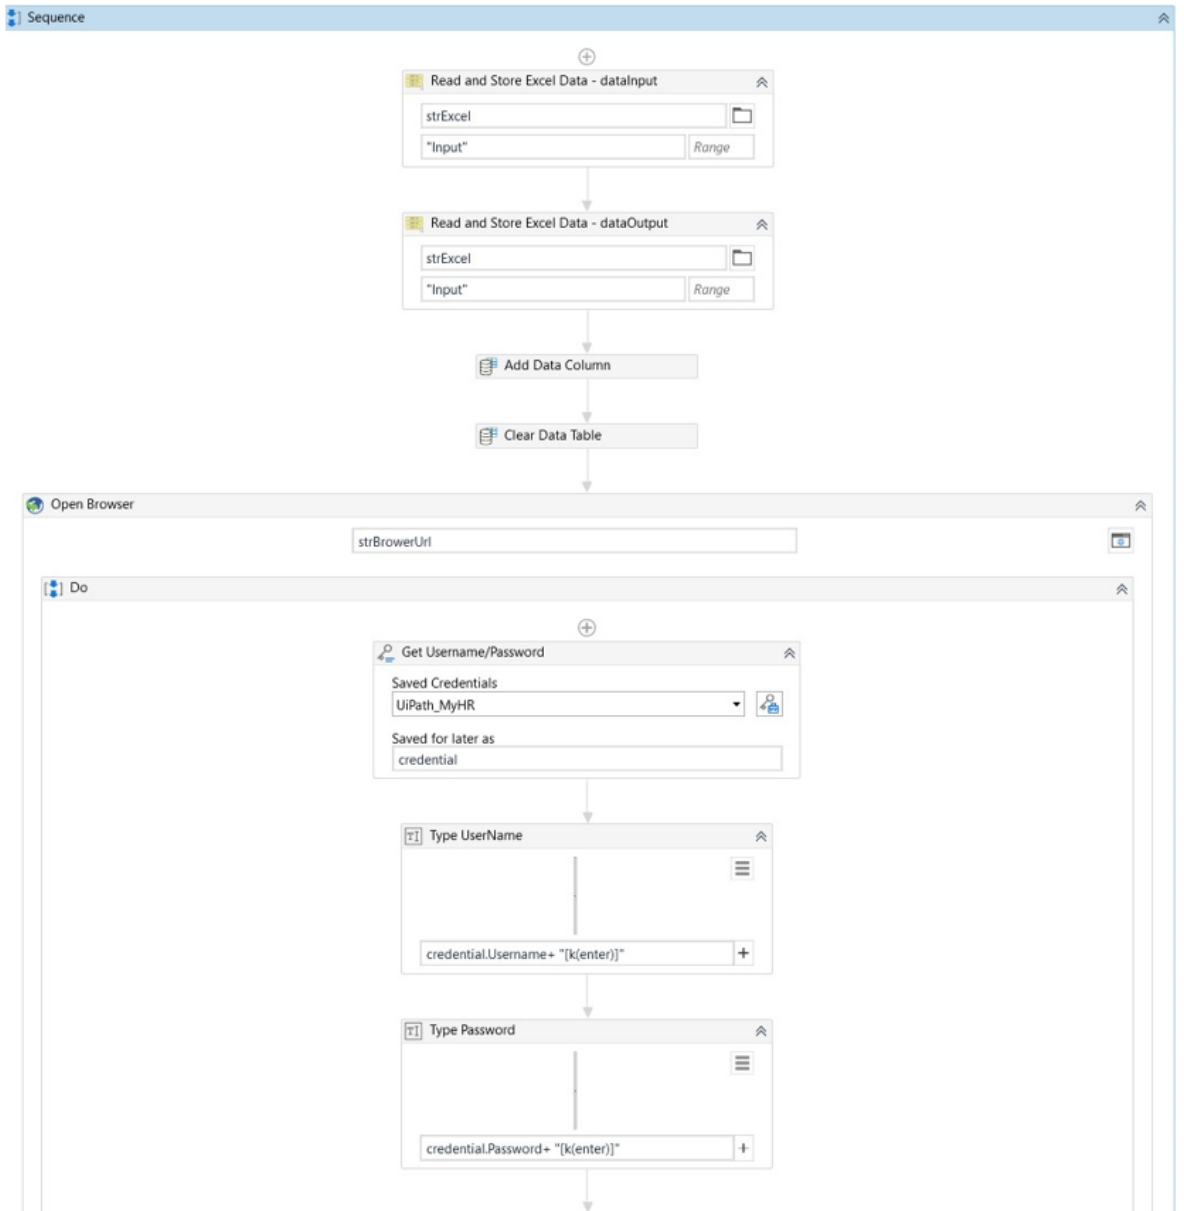 Sequence
Read and Store Excel Data - dataInput
strExcel
"Input"
Range
Read and Store Excel Data - dataOutput
strExcel
"Input"
Range
Add Data Column
Clear Data Table
Open Browser
strBrowerUrl
Do
Get Username/Password
Saved Credentials
UiPath_MyHR
Saved for later as
credential
Type UserName
credential.Username+ "[k(enter)]"
Type Password
credential.Password+ "[k(enter)]"